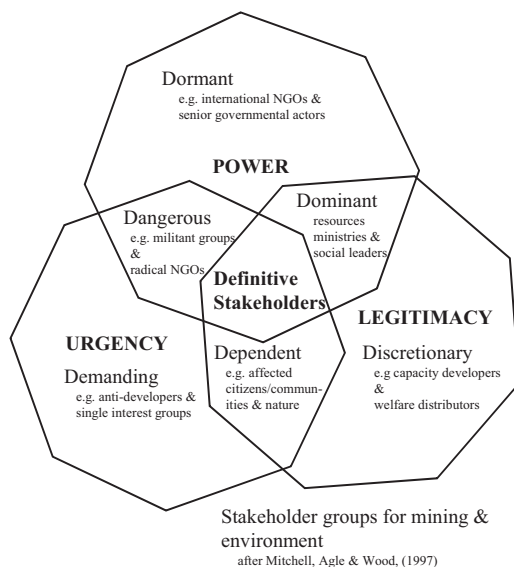 Dormant
e.g. international NGOs &
senior governmental actors
POWER
Dangerous
e.g. militant groups
&
radical NGOs
Dominant
resources
ministries &
social leaders
Definitive
Stakeholders
URGENCY
Demanding
e.g. anti-developers &
single interest groups
Dependent
e.g. affected
citizens/commun-
ities & nature
LEGITIMACY
Discretionary
e.g capacity developers
&
welfare distributors
Stakeholder groups for mining &
environment
after Mitchell, Agle & Wood, (1997)